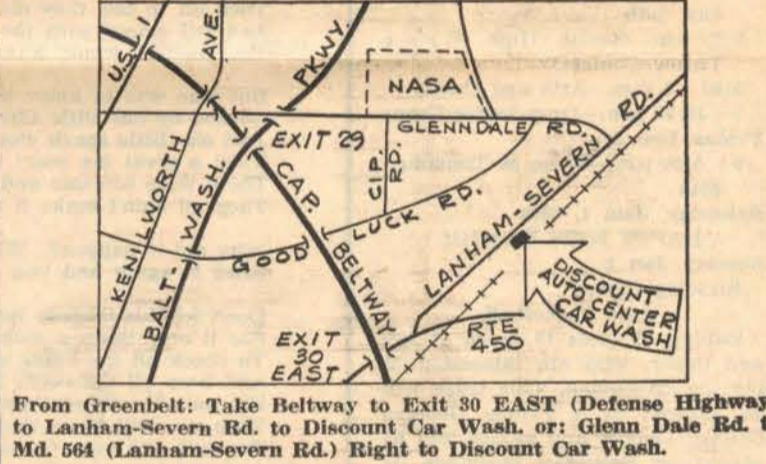 U.S. 1
AVE.
PKWY.
NASA
EXIT 29
GLENNDALE RD.
CIP. RD.
CAP.
LUCK RD.
LANHAM-SEVERN RD.
KENILWORTH
BALT.
WASH.
GOOD
BELTWAY
DISCOUNT
AUTO CENTER
CAR WASH
RTE
450
EXIT
30
EAST
From Greenbelt: Take Beltway to Exit 30 EAST (Defense Highway
to Lanham-Severn Rd. to Discount Car Wash. or: Glenn Dale Rd. t
Md. 564 (Lanham-Severn Rd.) Right to Discount Car Wash.